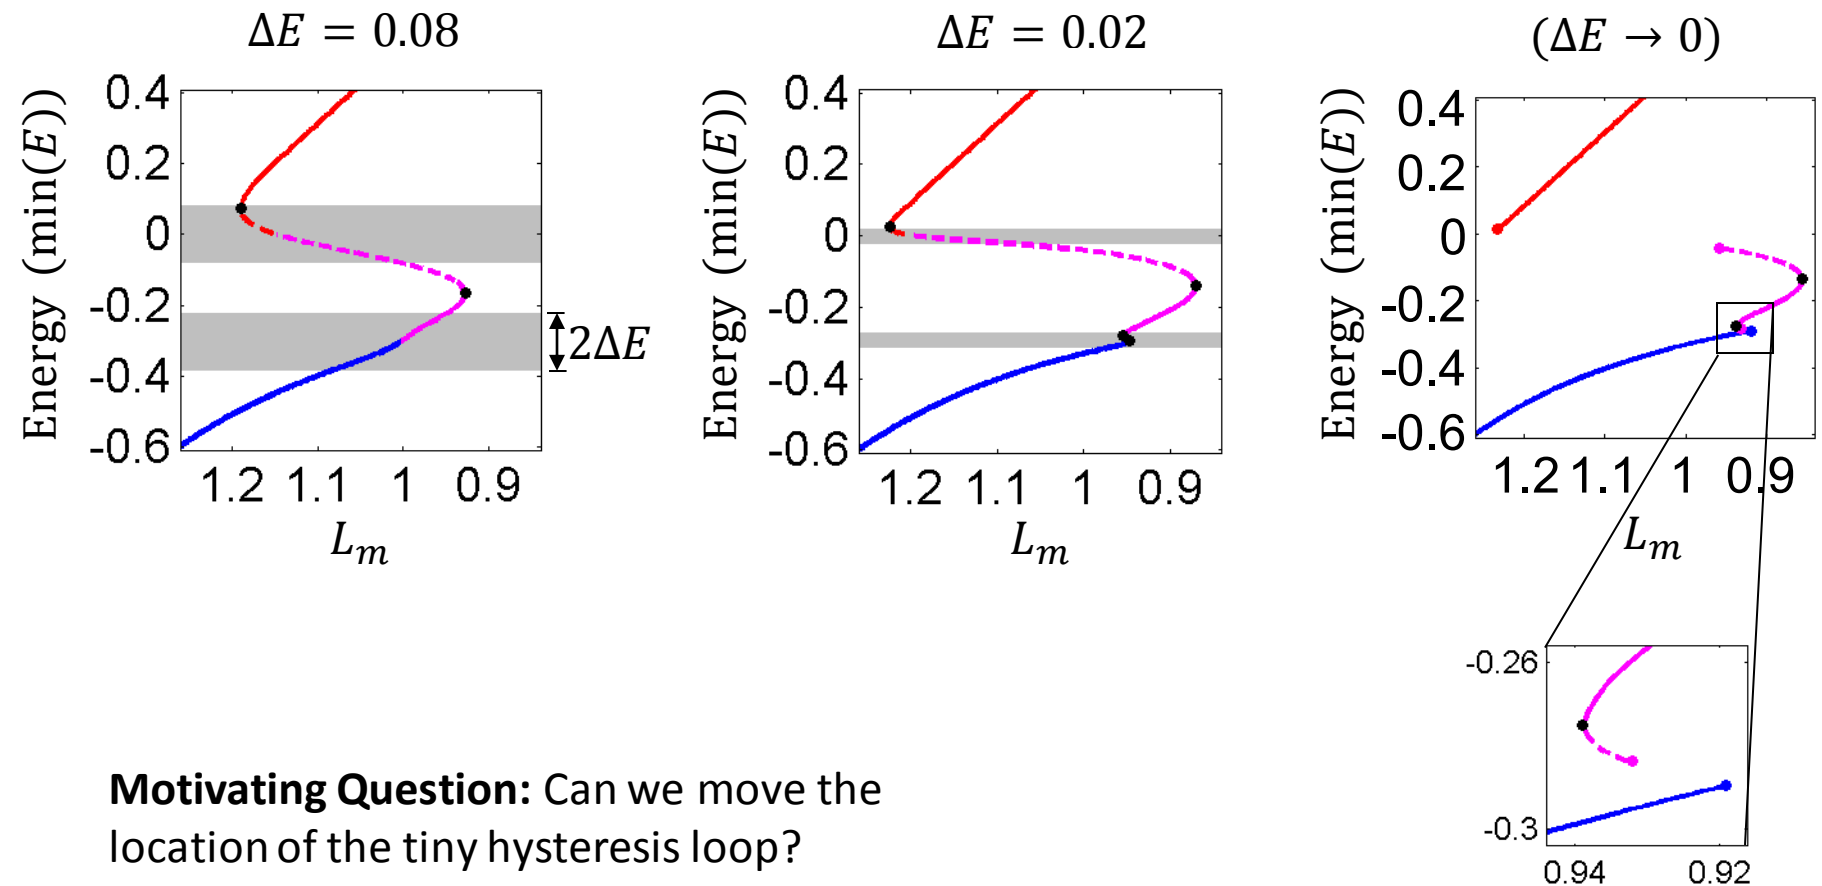 ΔE = 0.08
ΔE = 0.02
(ΔE → 0)
Energy (min(E))
0.4
0.2
0
-0.2
-0.4
-0.6
1.2 1.1 1 0.9
L_m
2ΔE
Energy (min(E))
0.4
0.2
0
-0.2
-0.4
-0.6
1.2 1.1 1 0.9
L_m
Energy (min(E))
0.4
0.2
0
-0.2
-0.4
-0.6
1.2 1.1 1 0.9
L_m
-0.26
-0.3
0.94 0.92
Motivating Question: Can we move the
location of the tiny hysteresis loop?